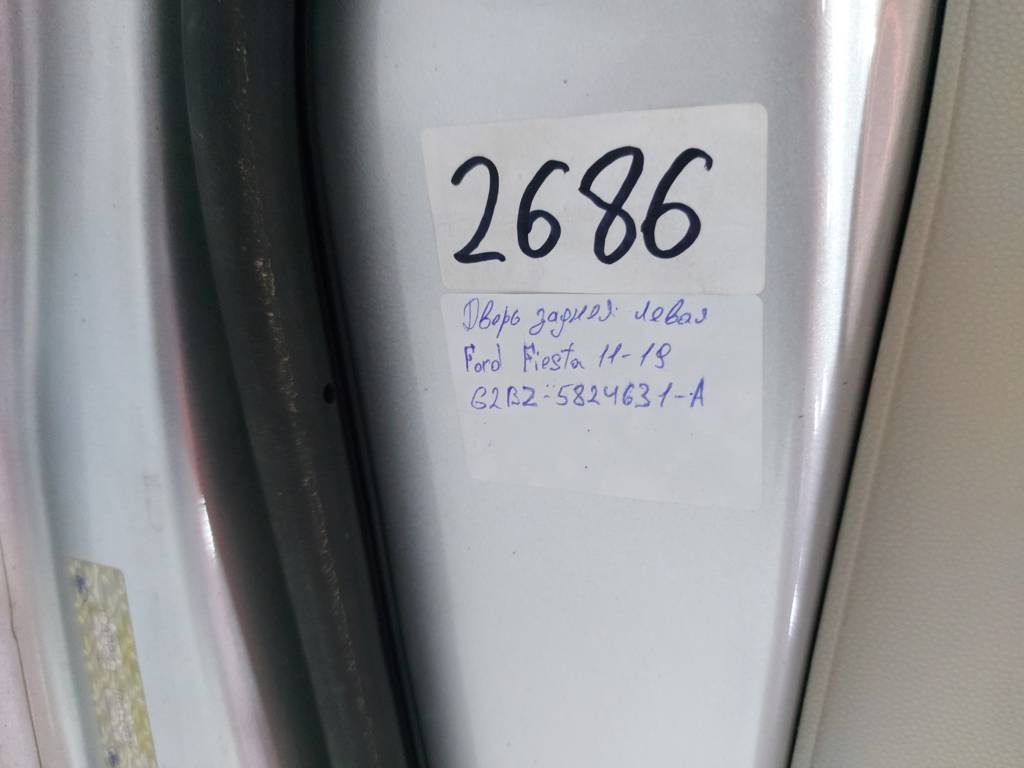 2686
Дверь задняя левая
Ford Fiesta 11-19
G2BZ-5824631-A